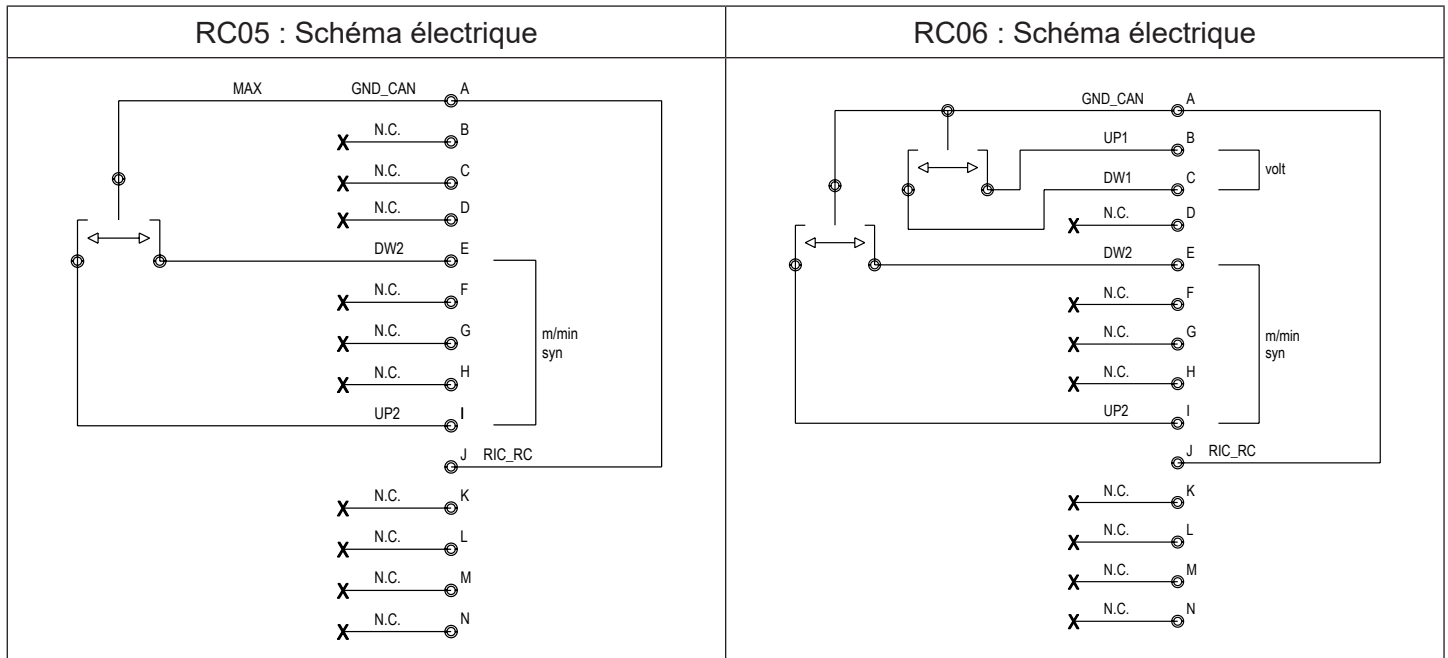 RC05 : Schéma électrique
MAX GND_CAN A
N.C. B
N.C. C
N.C. D
DW2 E
N.C. F
N.C. G
m/min
syn
N.C. H
UP2 I
J RIC_RC
N.C. K
N.C. L
N.C. M
N.C. N
RC06 : Schéma électrique
GND_CAN A
UP1 B
volt
DW1 C
N.C. D
DW2 E
N.C. F
N.C. G
m/min
syn
N.C. H
UP2 I
J RIC_RC
N.C. K
N.C. L
N.C. M
N.C. N